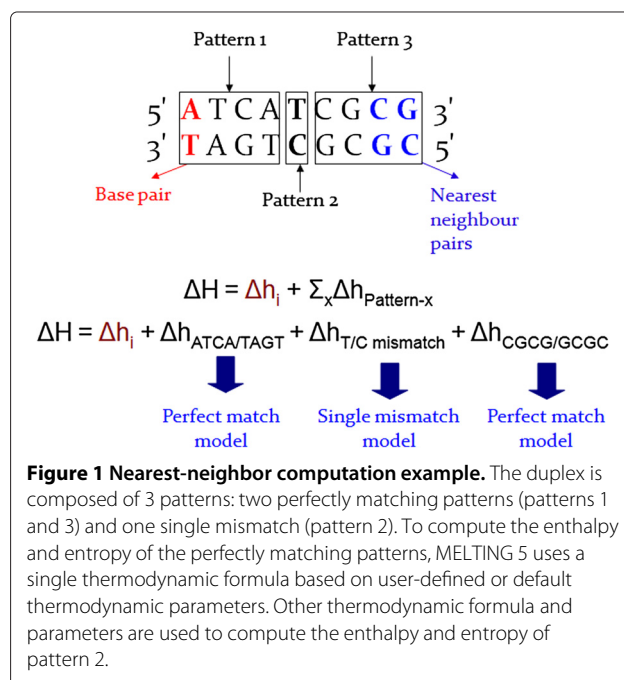 Pattern 1 Pattern 3
5' A T C A T C G C G 3'
3' T A G T C G C G C 5'
Base pair
Pattern 2
Nearest
neighbour
pairs
ΔH = Δhi + ΣxΔhPattern-x
ΔH = Δhi + ΔhATCA/TAGT + ΔhT/C mismatch + ΔhCGCG/GCGC
Perfect match Single mismatch Perfect match
model model model
Figure 1 Nearest-neighbor computation example. The duplex is
composed of 3 patterns: two perfectly matching patterns (patterns 1
and 3) and one single mismatch (pattern 2). To compute the enthalpy
and entropy of the perfectly matching patterns, MELTING 5 uses a
single thermodynamic formula based on user-defined or default
thermodynamic parameters. Other thermodynamic formula and
parameters are used to compute the enthalpy and entropy of
pattern 2.